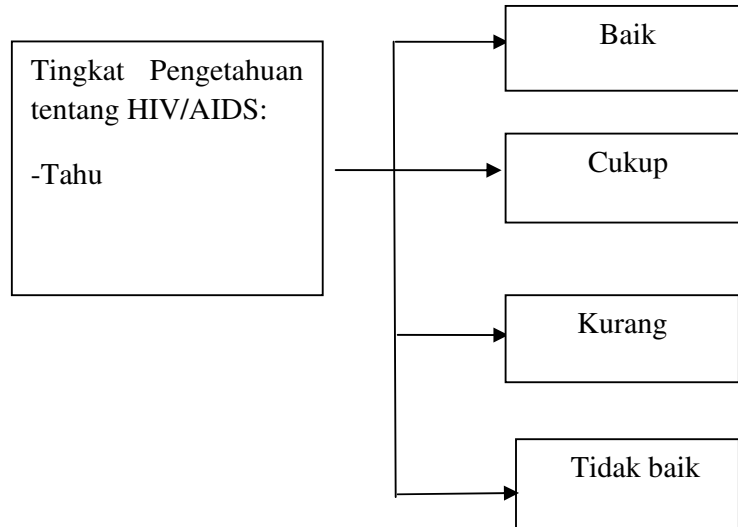 Tingkat Pengetahuan
tentang HIV/AIDS:
-Tahu
Baik
Cukup
Kurang
Tidak baik